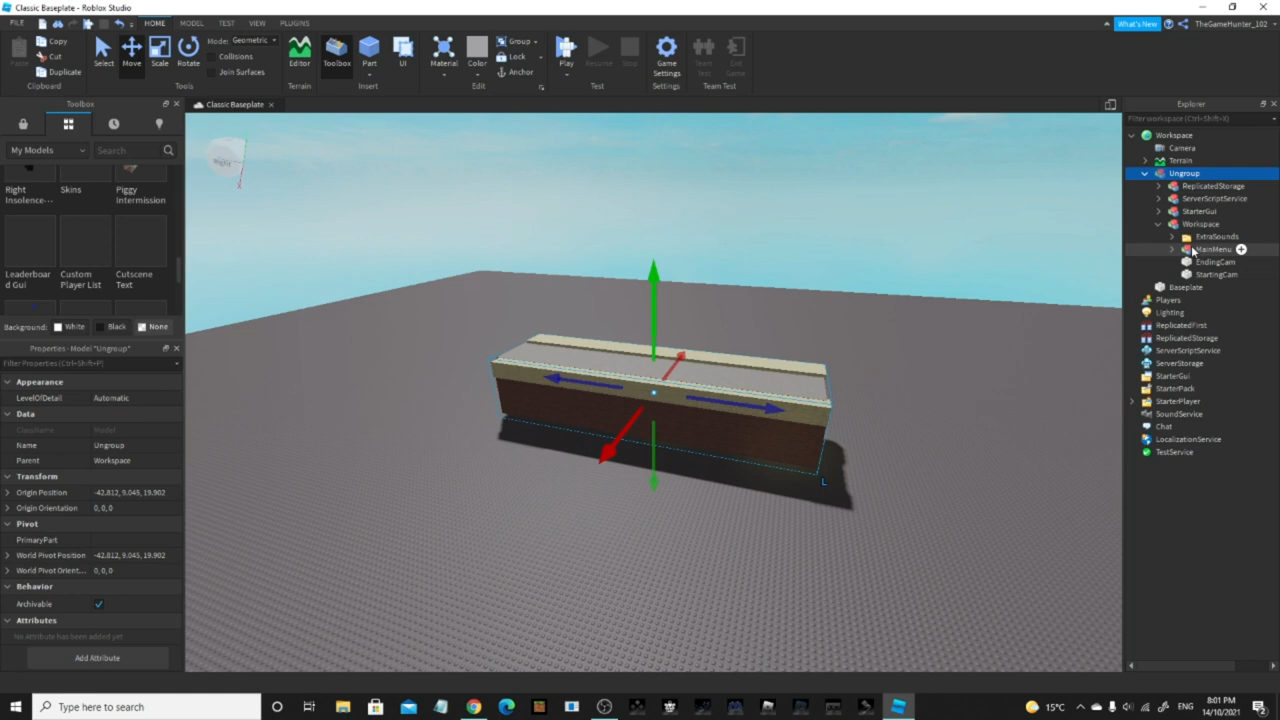 Classic Baseplate - Roblox Studio
FILE HOME MODEL TEST VIEW PLUGINS What's New TheGameHunter_102
Paste Copy Cut Duplicate Clipboard
Select Move Scale Rotate Mode: Geometric Collisions Join Surfaces Tools
Editor Terrain
Toolbox Part UI Insert
Material Color Group Lock Anchor Edit
Play Resume Stop Test
Game Settings Settings
Team Test Exit Game Team Test
Toolbox
My Models Search
Right Insolence...
Skins
Piggy Intermission
Leaderboar d Gui
Custom Player List
Cutscene Text
Background: White Black None
Properties - Model "Ungroup"
Filter Properties (Ctrl+Shift+P)
Appearance
LevelOfDetail Automatic
Data
ClassName Model
Name Ungroup
Parent Workspace
Transform
Origin Position -42.812, 9.045, 19.902
Origin Orientation 0, 0, 0
Pivot
PrimaryPart
World Pivot Position -42.812, 9.045, 19.902
World Pivot Orient... 0, 0, 0
Behavior
Archivable
Attributes
No Attribute has been added yet
Add Attribute
Classic Baseplate
L
Explorer
Filter workspace (Ctrl+Shift+X)
Workspace
Camera
Terrain
Ungroup
ReplicatedStorage
ServerScriptService
StarterGui
Workspace
ExtraSounds
MainMenu
EndingCam
StartingCam
Baseplate
Players
Lighting
ReplicatedFirst
ReplicatedStorage
ServerScriptService
ServerStorage
StarterGui
StarterPack
StarterPlayer
SoundService
Chat
LocalizationService
TestService
Type here to search
15°C ENG
8:01 PM
14/10/2021
2